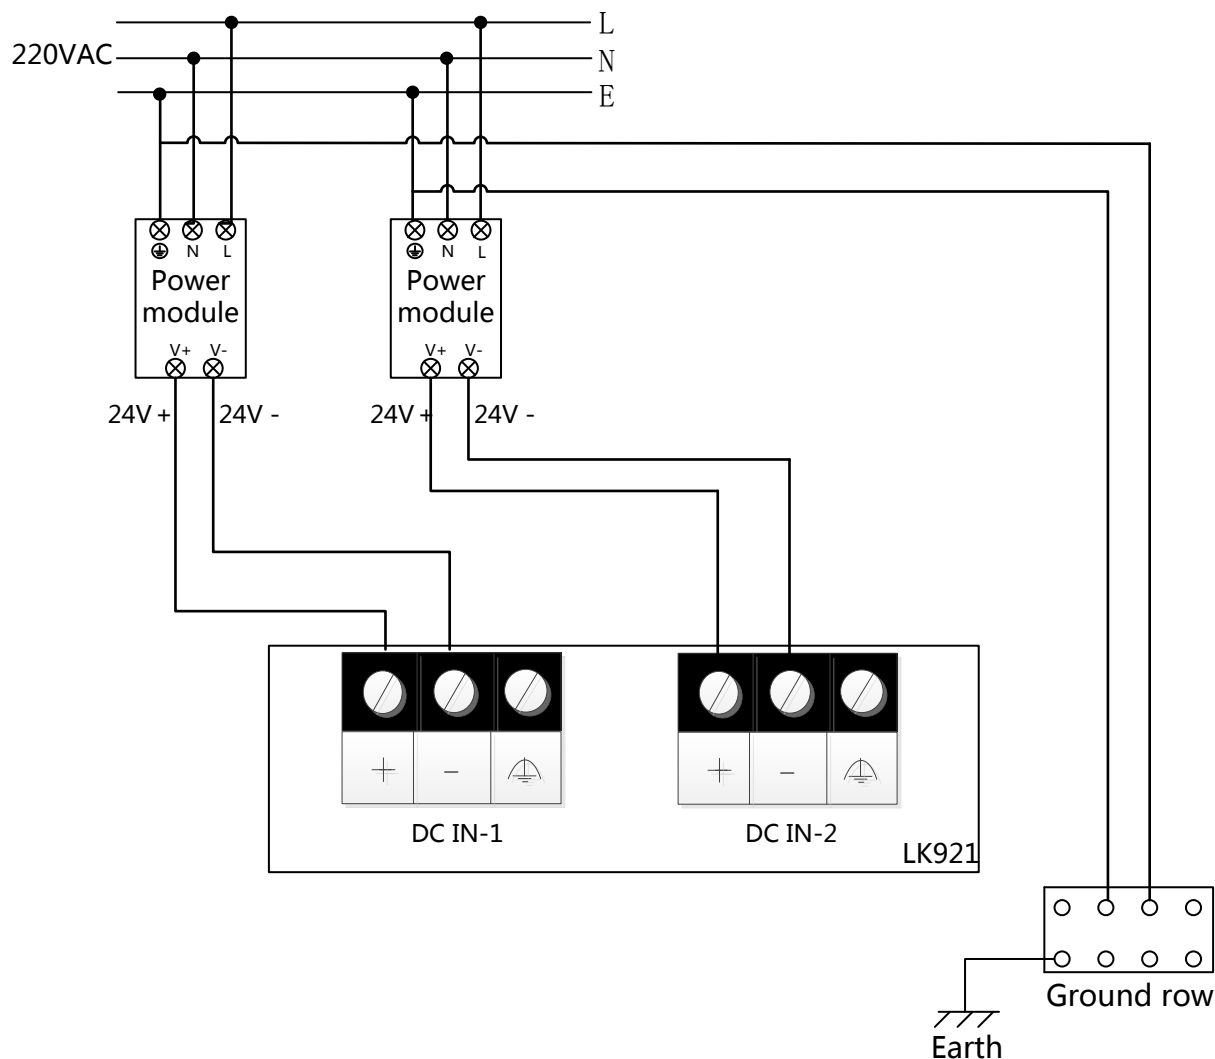 L
220VAC
N
E
N L
N L
Power
module
Power
module
V+ V-
V+ V-
24V + 24V -
24V + 24V -
+ −
+ −
DC IN-1
DC IN-2
LK921
Ground row
Earth